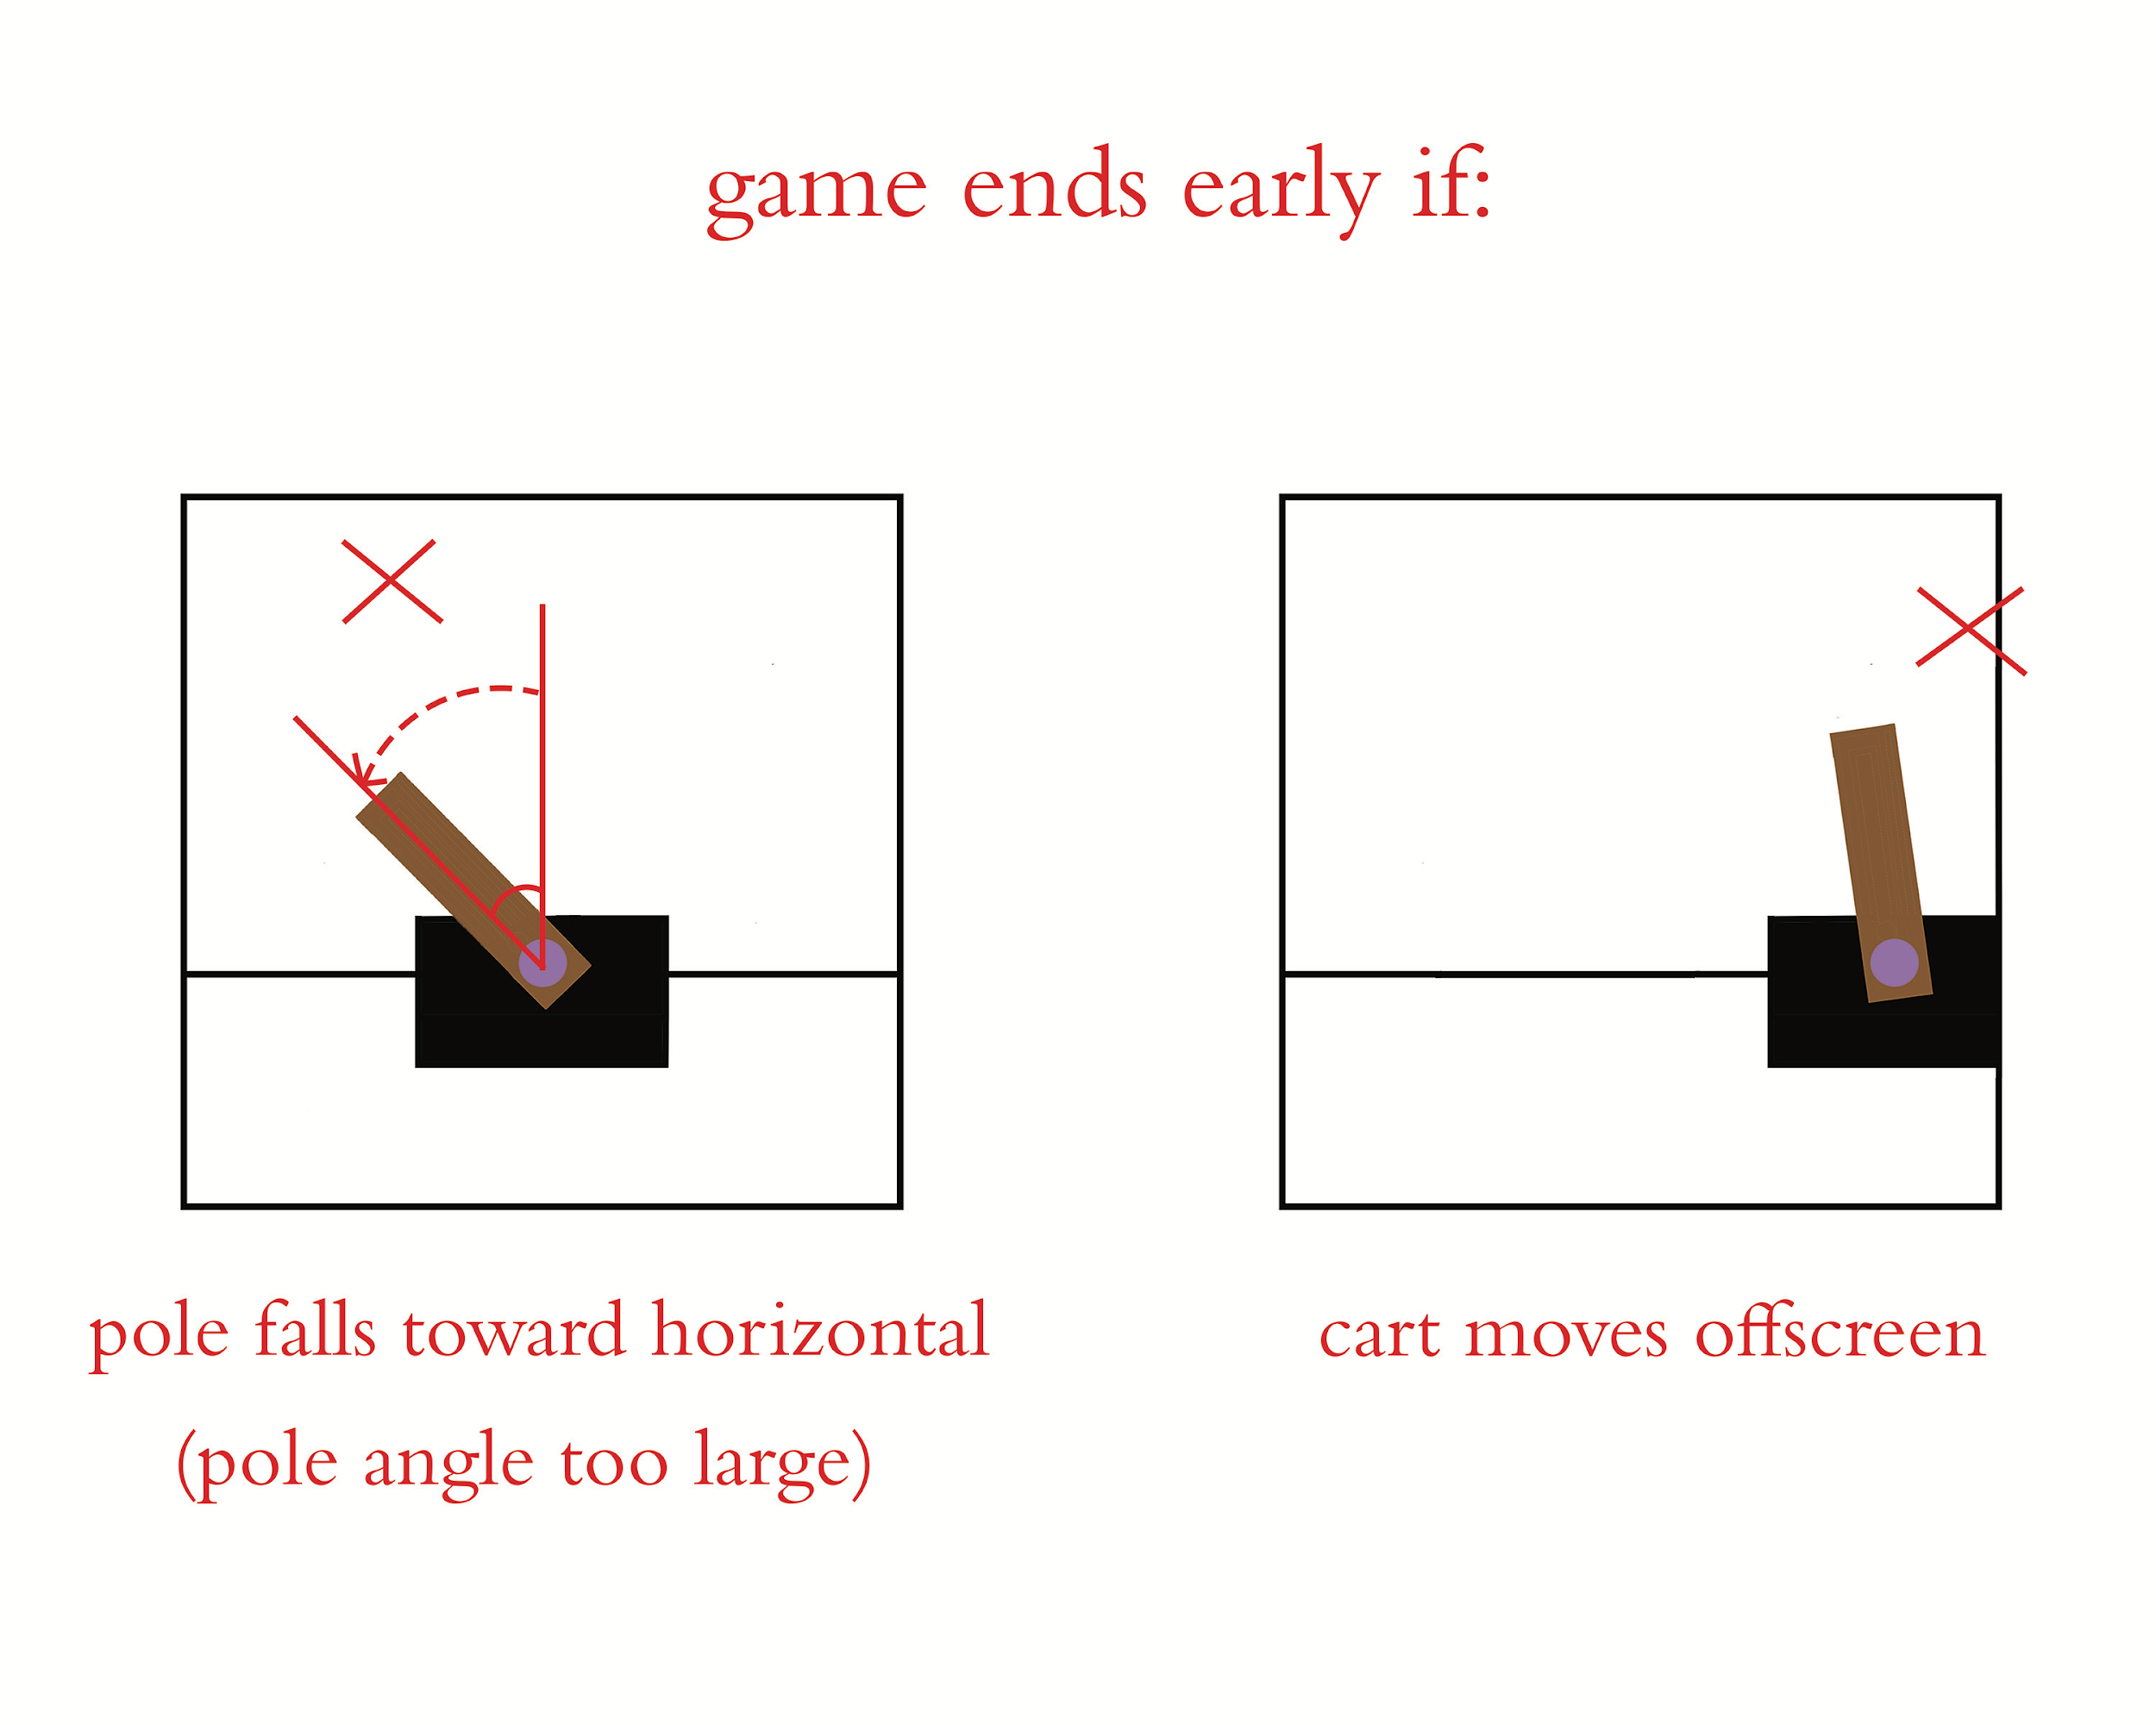 game ends early if:
pole falls toward horizontal
(pole angle too large)
cart moves offscreen